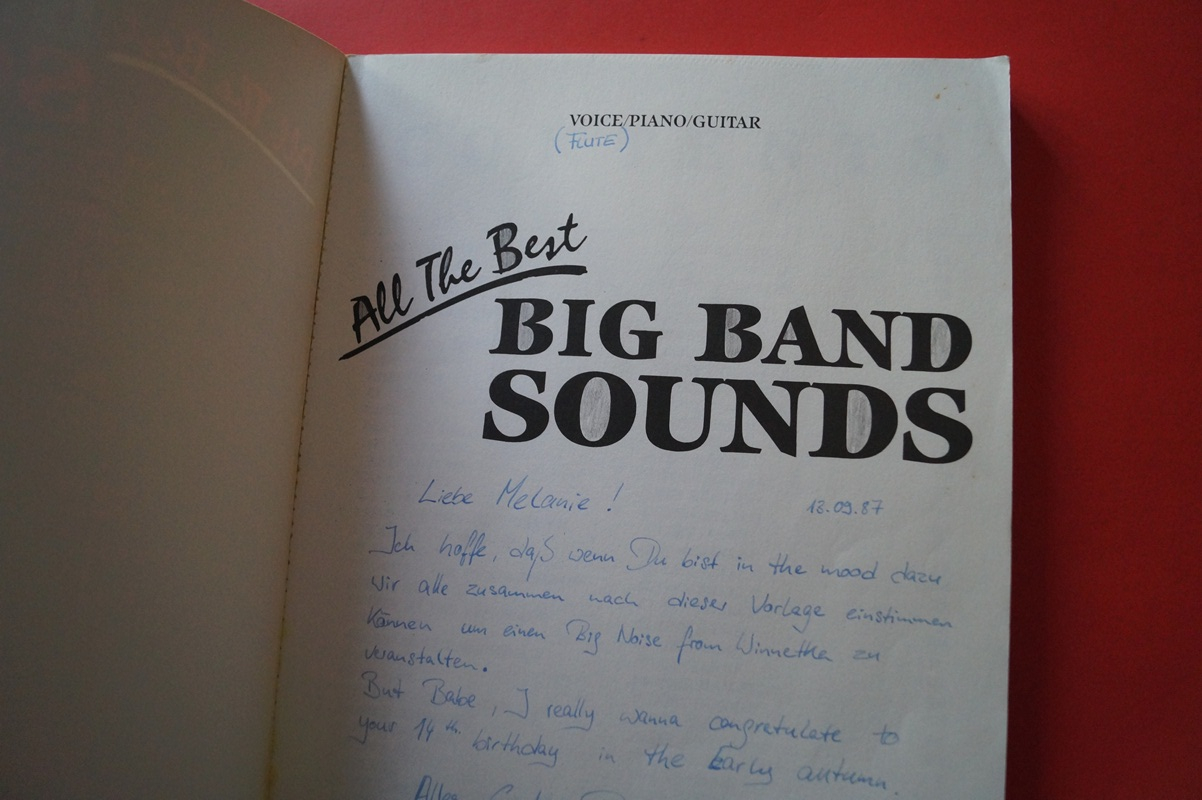 VOICE/PIANO/GUITAR
(FLUTE)
All The Best
BIG BAND
SOUNDS
Liebe Melanie !
13.09.87
Ich hoffe, daß wenn Du bist in the mood dazu
wir alle zusammen nach dieser Vorlage einstimmen
können um einen Big Noise from Winnetka zu
veranstalten.
But Babe, I really wanna congratulate to
your 14th birthday in the Early autumn.
Alles